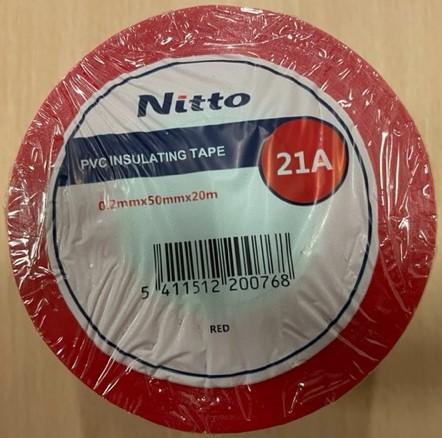 Nitto
PVC INSULATING TAPE
21A
0.2mmx50mmx20m
5 411512 200768
RED